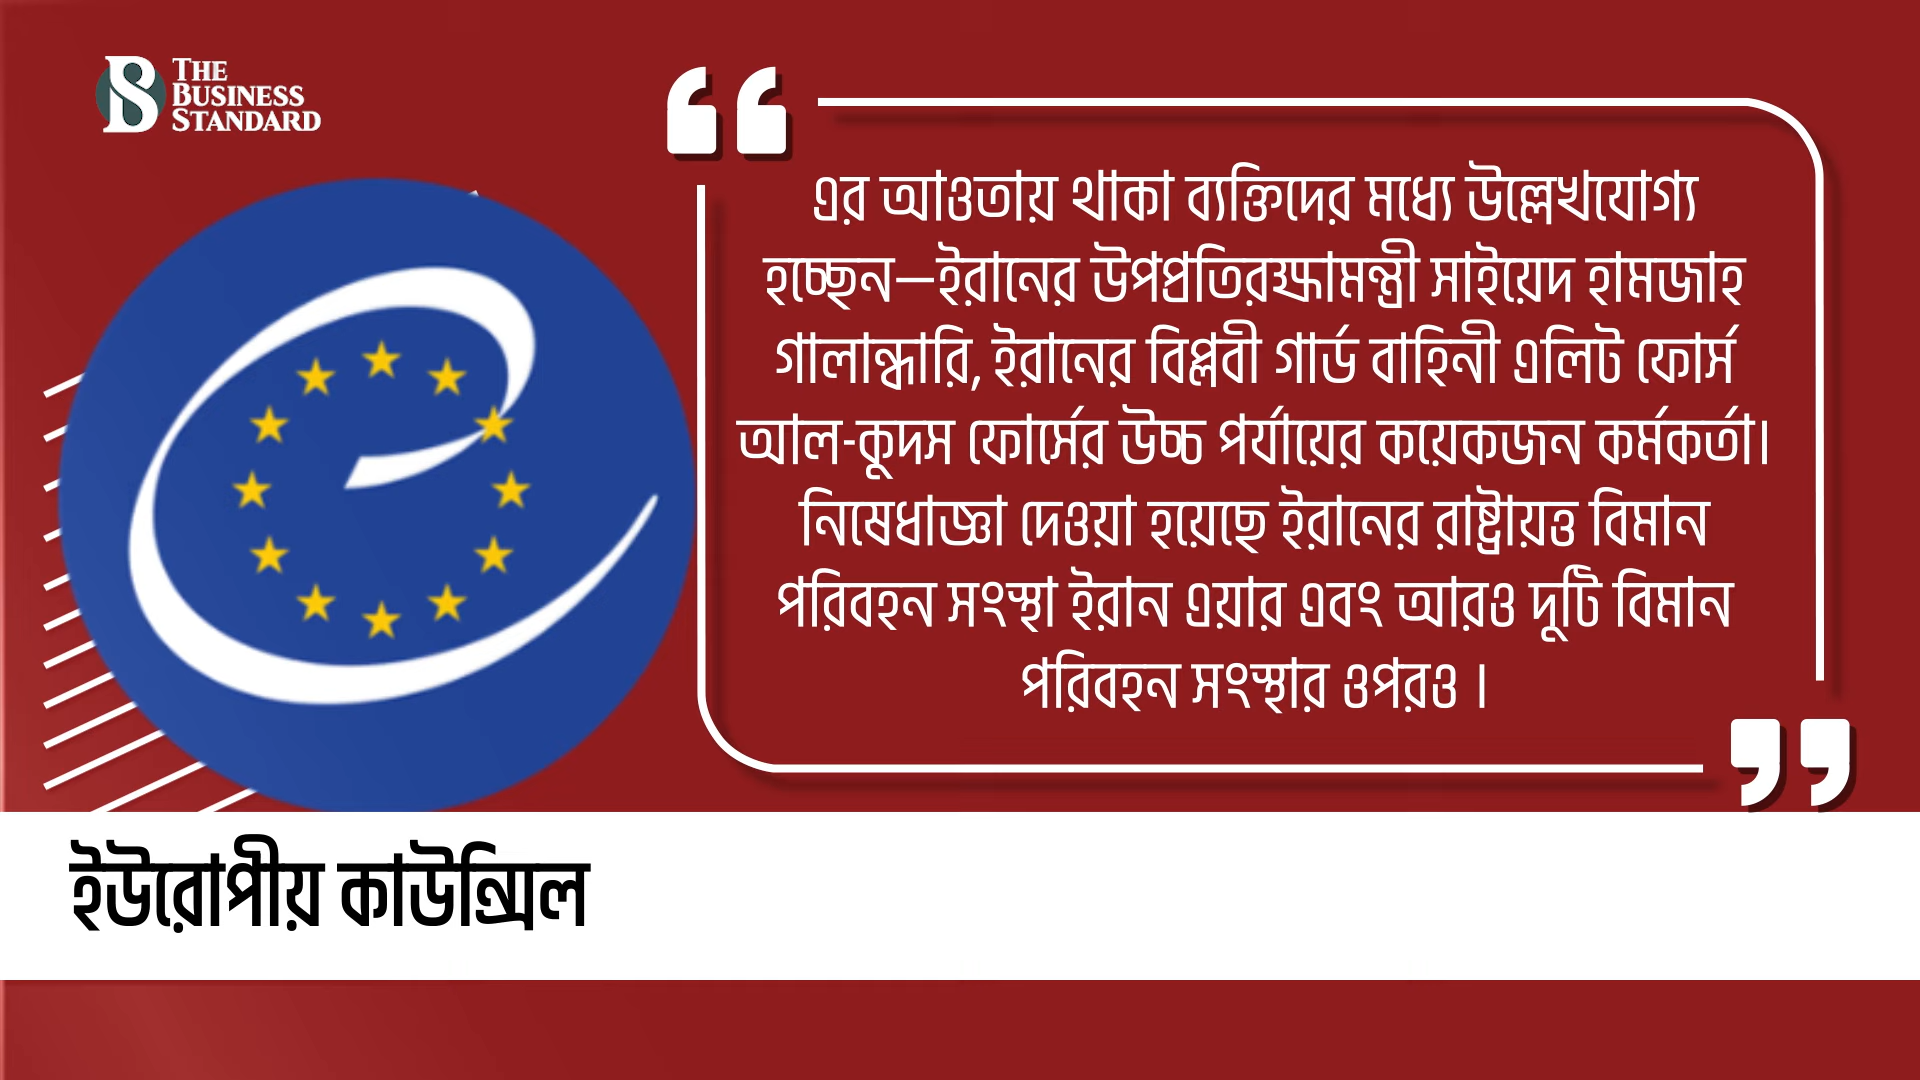 THE
BUSINESS
STANDARD
এর আওতায় থাকা ব্যক্তিদের মধ্যে উল্লেখযোগ্য
হচ্ছেন—ইরানের উপপ্রতিরক্ষামন্ত্রী সাইয়েদ হামজাহ
গালান্ধারি, ইরানের বিপ্লবী গার্ড বাহিনী এলিট ফোর্স
আল-কুদস ফোর্সের উচ্চ পর্যায়ের কয়েকজন কর্মকর্তা।
নিষেধাজ্ঞা দেওয়া হয়েছে ইরানের রাষ্ট্রায়ত্ত বিমান
পরিবহন সংস্থা ইরান এয়ার এবং আরও দুটি বিমান
পরিবহন সংস্থার ওপরও ।
ইউরোপীয় কাউন্সিল